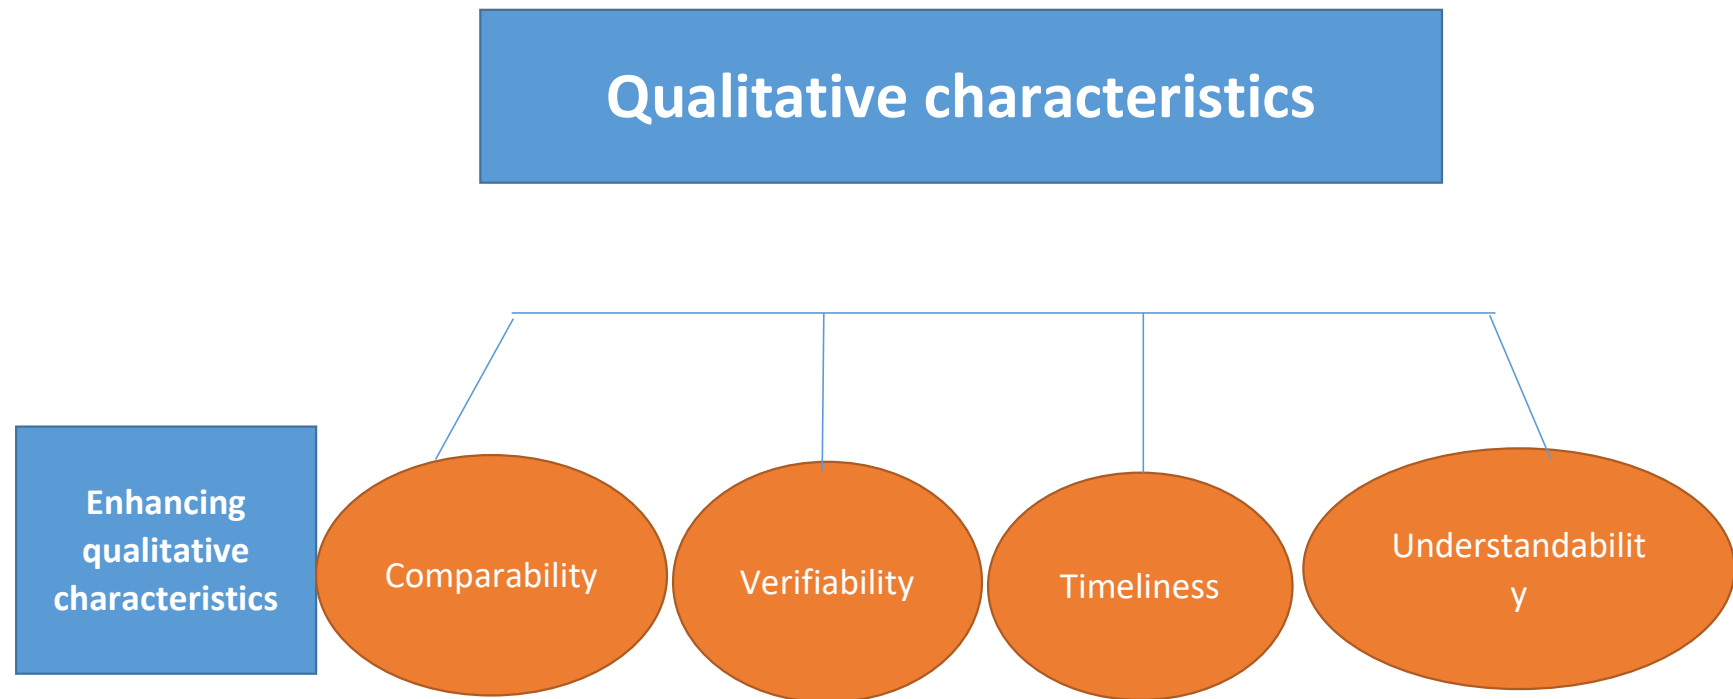 Qualitative characteristics
Enhancing
qualitative
characteristics
Comparability
Verifiability
Timeliness
Understandabilit
y